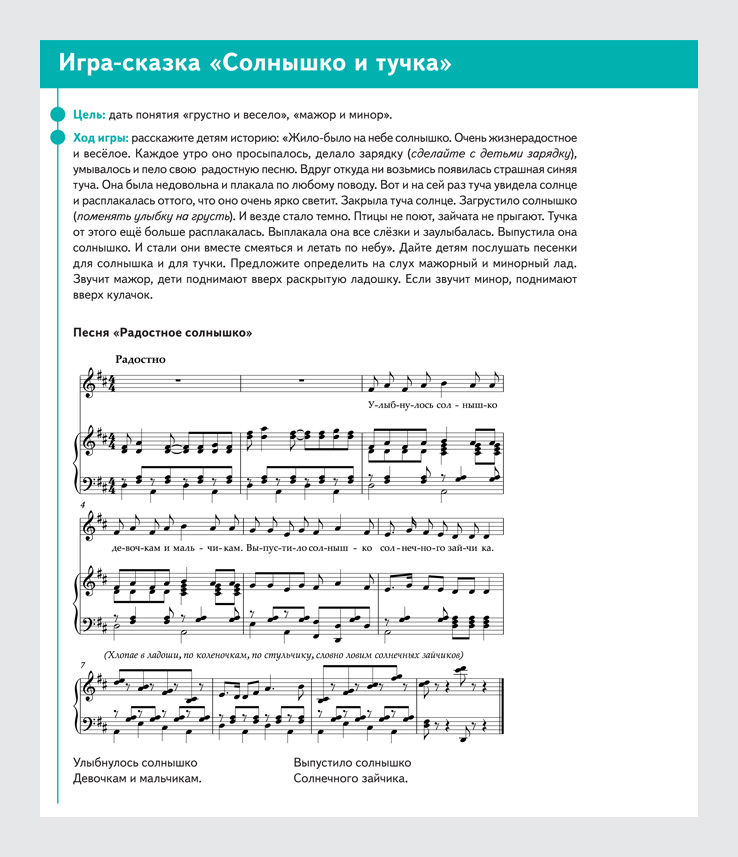 Игра-сказка «Солнышко и тучка»
Цель: дать понятия «грустно и весело», «мажор и минор».
Ход игры: расскажите детям историю: «Жило-было на небе солнышко. Очень жизнерадостное
и весёлое. Каждое утро оно просыпалось, делало зарядку (сделайте с детьми зарядку),
умывалось и пело свою радостную песню. Вдруг откуда ни возьмись появилась страшная синяя
туча. Она была недовольна и плакала по любому поводу. Вот и на сей раз туча увидела солнце
и расплакалась оттого, что оно очень ярко светит. Закрыла туча солнце. Загрустило солнышко
(поменять улыбку на грусть). И везде стало темно. Птицы не поют, зайчата не прыгают. Тучка
от этого ещё больше расплакалась. Выплакала она все слёзки и заулыбалась. Выпустила она
солнышко. И стали они вместе смеяться и летать по небу». Дайте детям послушать песенки
для солнышка и для тучки. Предложите определить на слух мажорный и минорный лад.
Звучит мажор, дети поднимают вверх раскрытую ладошку. Если звучит минор, поднимают
вверх кулачок.
Песня «Радостное солнышко»
Радостно
У-лыб-ну-лось сол - ныш-ко
4
де-воч-кам и маль - чи-кам. Вы-пус-ти-ло сол-ныш - ко сол-неч-но-го зай-чи ка.
(Хлопае в ладоши, по коленочкам, по стульчику, словно ловим солнечных зайчиков)
7
Улыбнулось солнышко
Девочкам и мальчикам.
Выпустило солнышко
Солнечного зайчика.